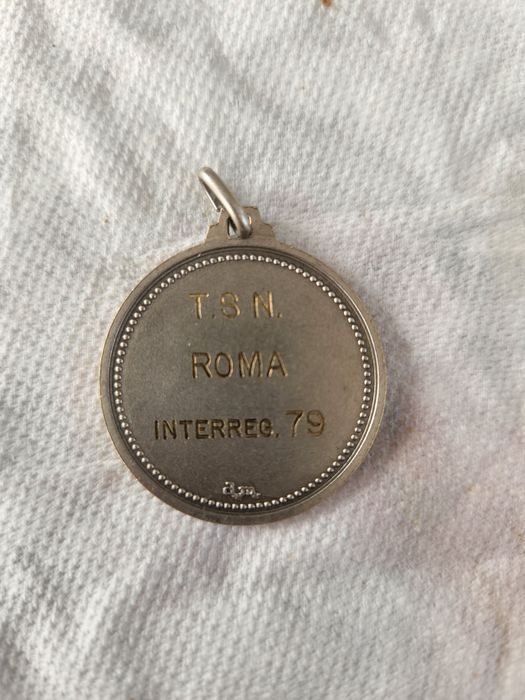 T.S N.
ROMA
INTERREG. 79
a.m.